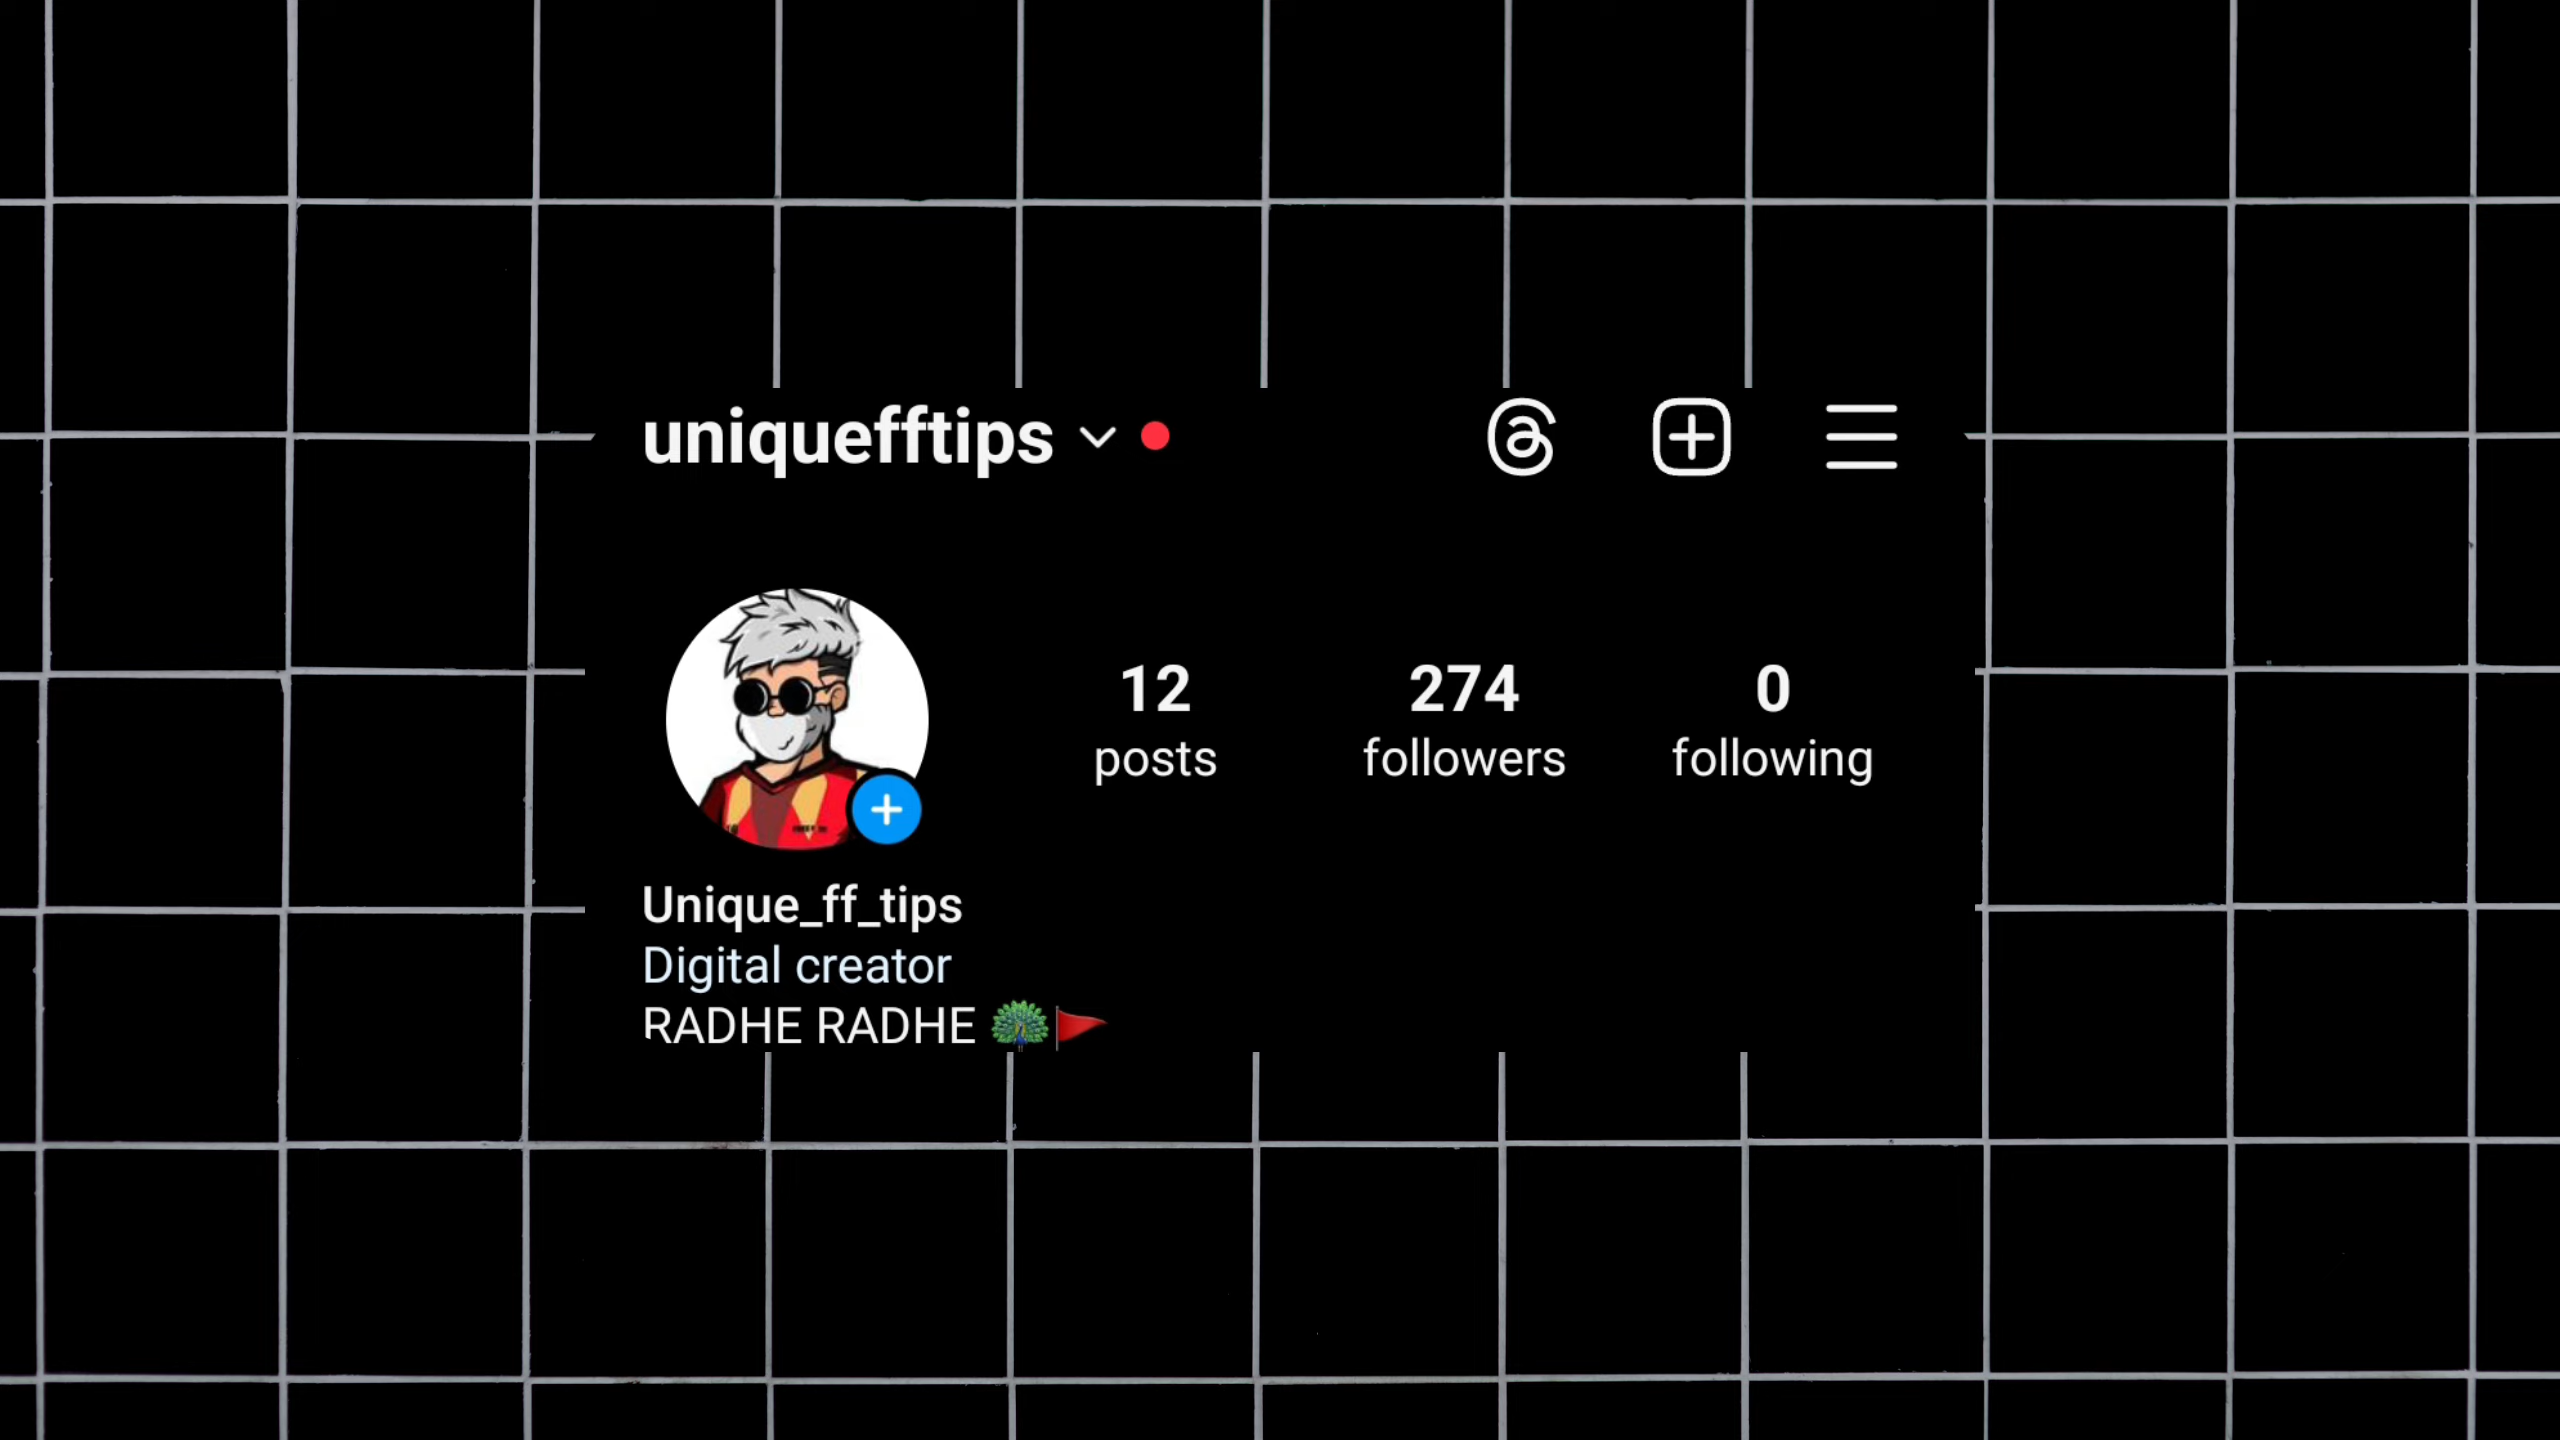 uniquefftips
12 274 0
posts followers following
Unique_ff_tips
Digital creator
RADHE RADHE 🦚🚩